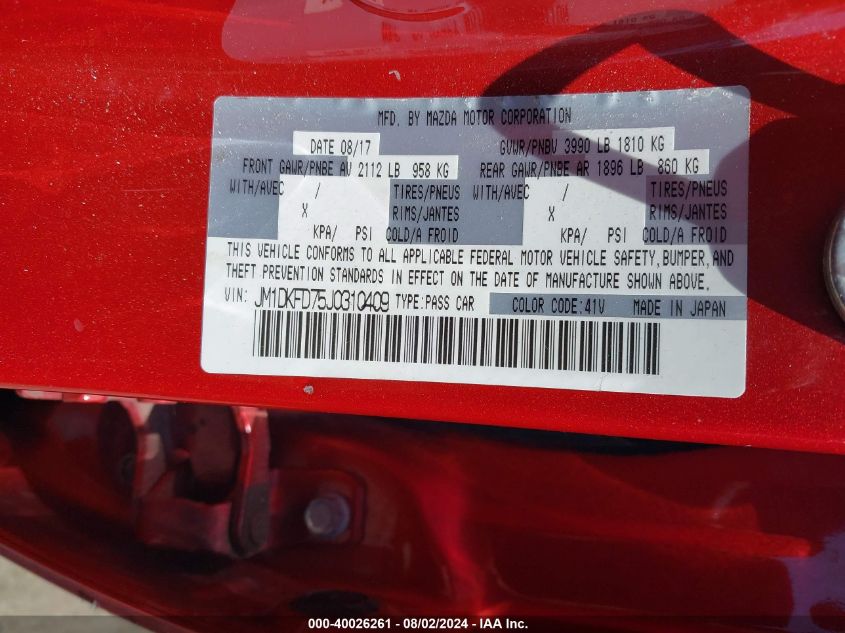 MFD. BY MAZDA MOTOR CORPORATION
DATE 08/17 GVWR/PNBV 3990 LB 1810 KG
FRONT GAWR/PNBE AV 2112 LB 958 KG REAR GAWR/PNBE AR 1896 LB 860 KG
WITH/AVEC / TIRES/PNEUS WITH/AVEC / TIRES/PNEUS
X RIMS/JANTES X RIMS/JANTES
KPA/ PSI COLD/A FROID KPA/ PSI COLD/A FROID
THIS VEHICLE CONFORMS TO ALL APPLICABLE FEDERAL MOTOR VEHICLE SAFETY, BUMPER, AND
THEFT PREVENTION STANDARDS IN EFFECT ON THE DATE OF MANUFACTURE SHOWN ABOVE.
VIN: JM1DKFD75J0310409 TYPE:PASS CAR COLOR CODE:41V MADE IN JAPAN
000-40026261 - 08/02/2024 - IAA Inc.